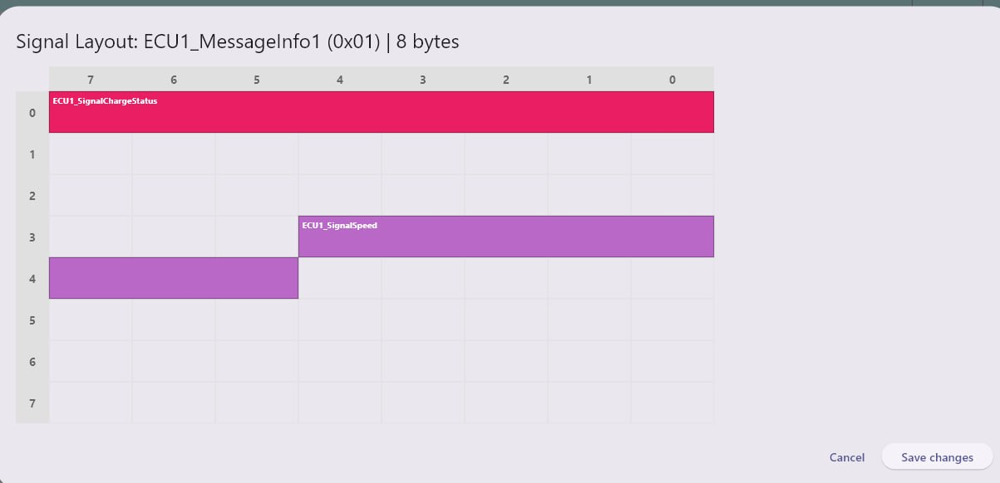 Signal Layout: ECU1_MessageInfo1 (0x01) | 8 bytes
7 6 5 4 3 2 1 0
0 ECU1_SignalChargeStatus
1
2
3 ECU1_SignalSpeed
4
5
6
7
Cancel Save changes